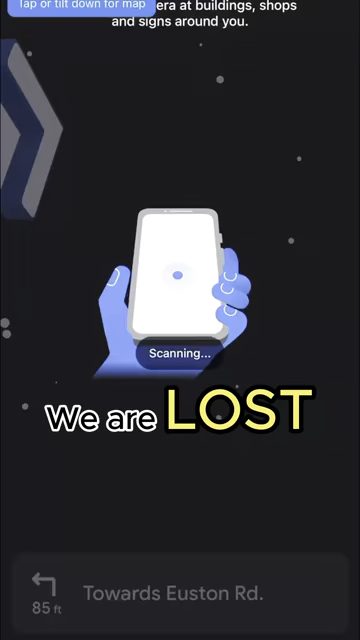 Tap or tilt down for map
era at buildings, shops
and signs around you.
Scanning...
We are LOST
85 ft
Towards Euston Rd.